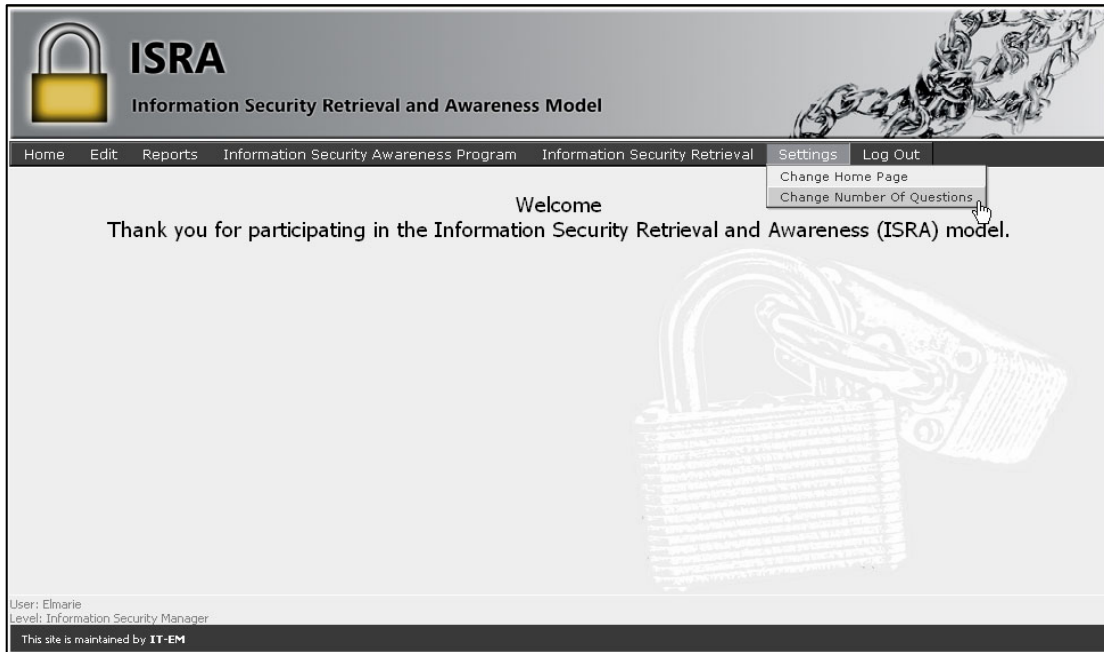 ISRA
Information Security Retrieval and Awareness Model
Home Edit Reports Information Security Awareness Program Information Security Retrieval Settings Log Out
Change Home Page
Change Number Of Questions
Welcome
Thank you for participating in the Information Security Retrieval and Awareness (ISRA) model.
User: Elmarie
Level: Information Security Manager
This site is maintained by IT-EM